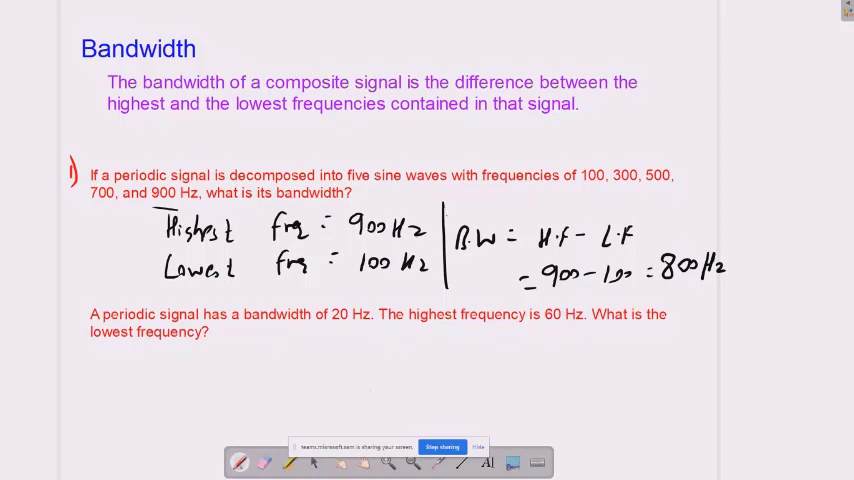 Bandwidth
The bandwidth of a composite signal is the difference between the
highest and the lowest frequencies contained in that signal.
1)
If a periodic signal is decomposed into five sine waves with frequencies of 100, 300, 500,
700, and 900 Hz, what is its bandwidth?
Highest freq = 900 Hz
Lowest freq = 100 Hz
B.W = H.F - L.F
= 900 - 100 = 800 Hz
A periodic signal has a bandwidth of 20 Hz. The highest frequency is 60 Hz. What is the
lowest frequency?
teams.microsoft.com is sharing your screen.
Stop sharing
Hide
A